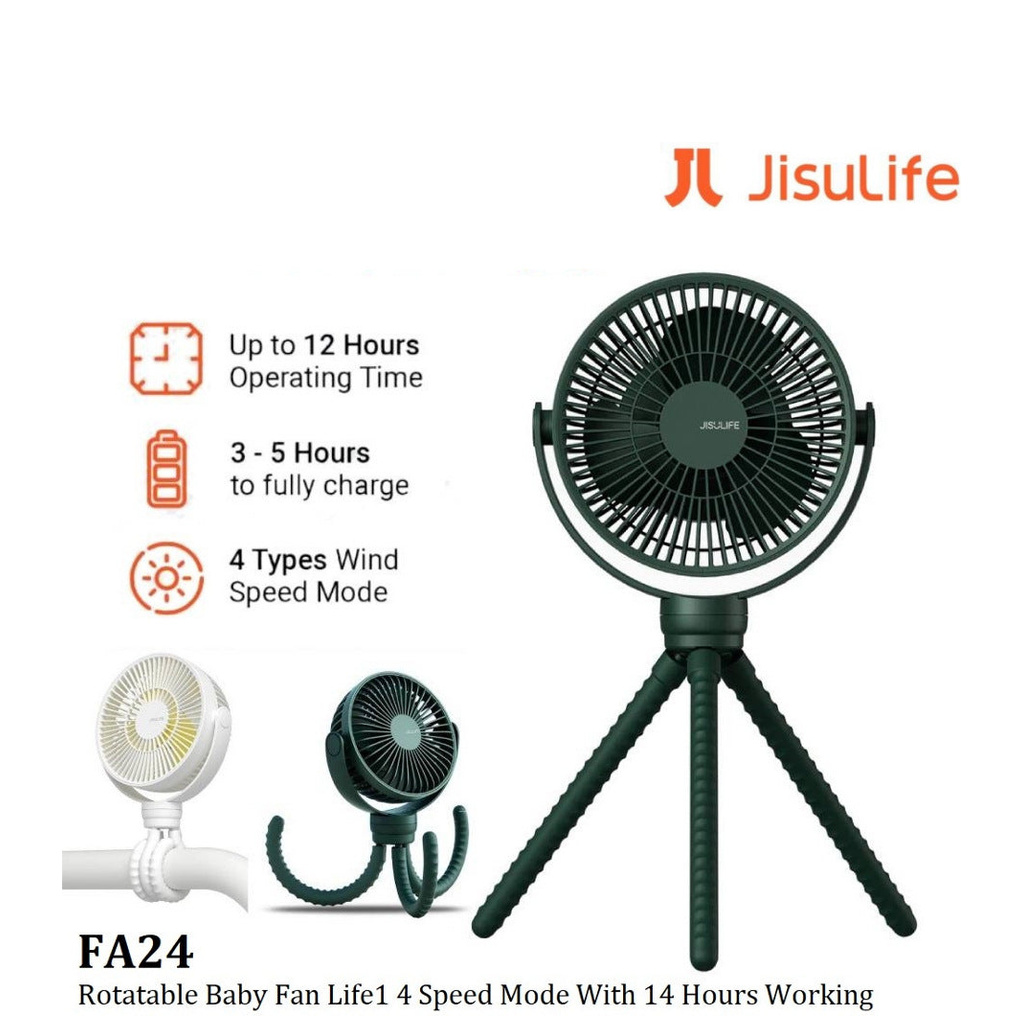 JisuLife
Up to 12 Hours
Operating Time
JISULIFE
3 - 5 Hours
to fully charge
4 Types Wind
Speed Mode
FA24
Rotatable Baby Fan Life1 4 Speed Mode With 14 Hours Working